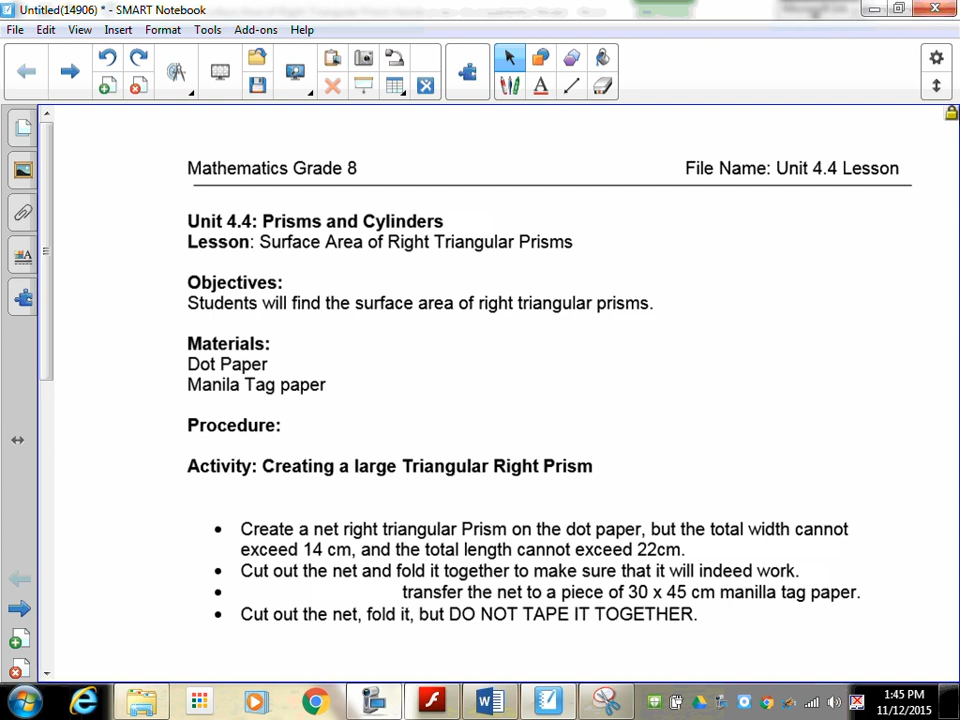 Untitled(14906) * - SMART Notebook
File Edit View Insert Format Tools Add-ons Help
Mathematics Grade 8 File Name: Unit 4.4 Lesson
Unit 4.4: Prisms and Cylinders
Lesson: Surface Area of Right Triangular Prisms
Objectives:
Students will find the surface area of right triangular prisms.
Materials:
Dot Paper
Manila Tag paper
Procedure:
Activity: Creating a large Triangular Right Prism
• Create a net right triangular Prism on the dot paper, but the total width cannot
exceed 14 cm, and the total length cannot exceed 22cm.
• Cut out the net and fold it together to make sure that it will indeed work.
• transfer the net to a piece of 30 x 45 cm manilla tag paper.
• Cut out the net, fold it, but DO NOT TAPE IT TOGETHER.
1:45 PM
11/12/2015